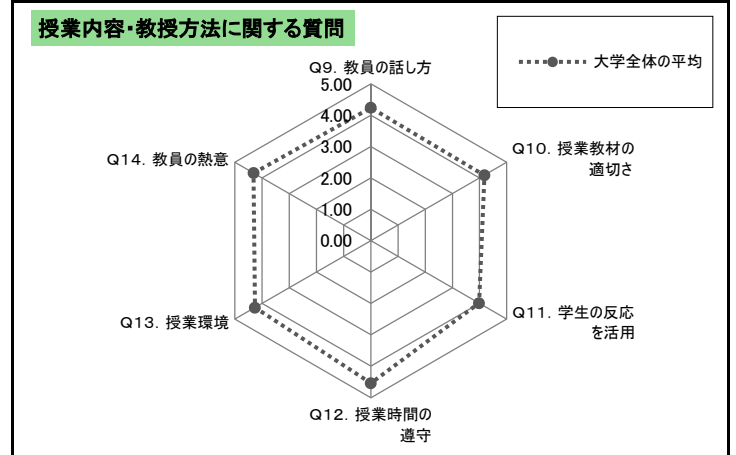 授業内容・教授方法に関する質問
大学全体の平均
Q9. 教員の話し方
5.00
4.00
3.00
2.00
1.00
0.00
Q10. 授業教材の
適切さ
Q11. 学生の反応
を活用
Q12. 授業時間の
遵守
Q13. 授業環境
Q14. 教員の熱意